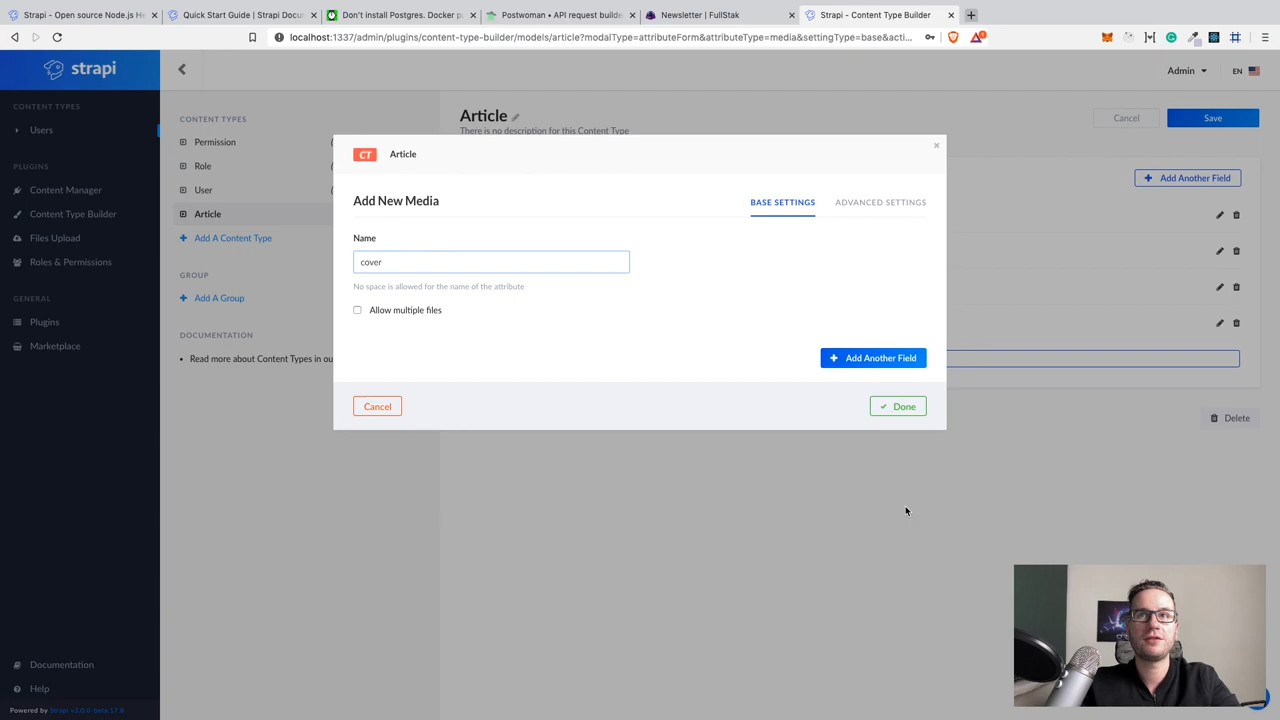 Strapi - Open source Node.js He
Quick Start Guide | Strapi Docu
Don't install Postgres. Docker p
Postwoman • API request builde
Newsletter | FullStak
Strapi - Content Type Builder
localhost:1337/admin/plugins/content-type-builder/models/article?modalType=attributeForm&attributeType=media&settingType=base&acti...
strapi
Admin
EN
CONTENT TYPES
Users
PLUGINS
Content Manager
Content Type Builder
Files Upload
Roles & Permissions
GENERAL
Plugins
Marketplace
Documentation
Help
Powered by Strapi v3.0.0-beta.17.8
CONTENT TYPES
Permission
Role
User
Article
Add A Content Type
GROUP
Add A Group
DOCUMENTATION
Read more about Content Types in ou
Article
There is no description for this Content Type
Cancel
Save
Add Another Field
Delete
CT Article
Add New Media
BASE SETTINGS
ADVANCED SETTINGS
Name
cover
No space is allowed for the name of the attribute
Allow multiple files
Add Another Field
Cancel
Done